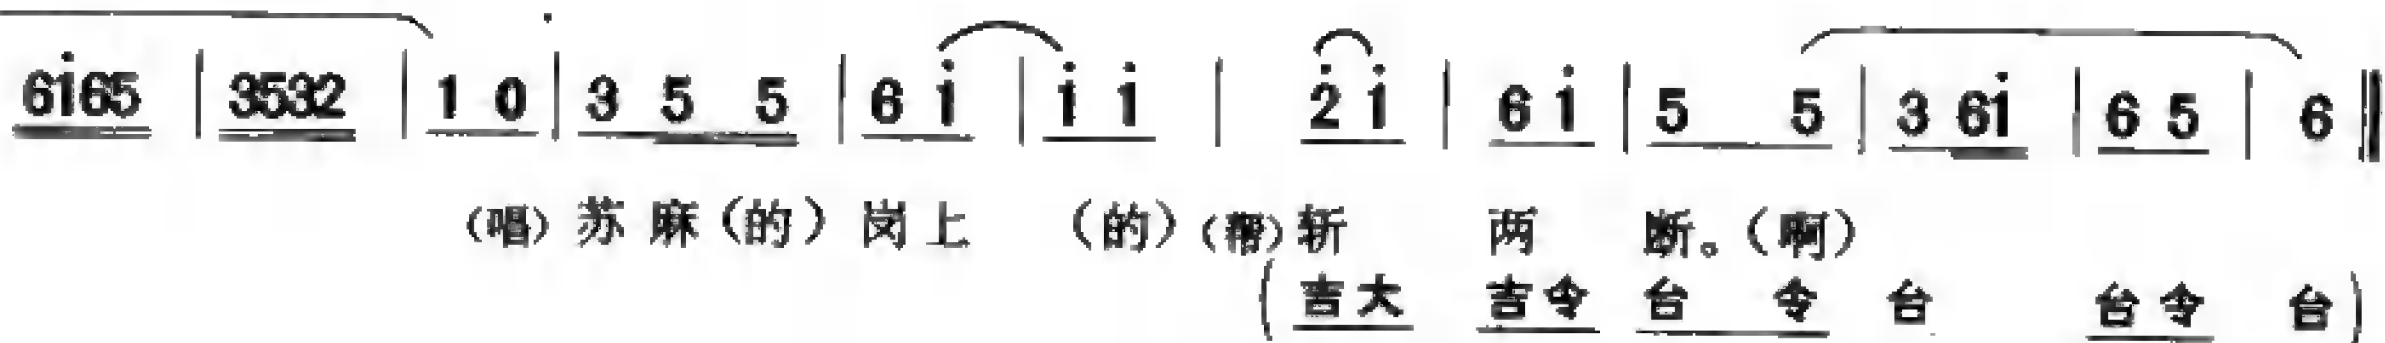 6i̇65 | 3532 | 1 0 | 3 5 5 | 6 i̇ | i̇ i̇ | 2̇ i̇ | 6 i̇ | 5 5 | 3 6i̇ | 6 5 | 6 ‖
(唱) 苏 麻 (的) 岗 上 (的) (帮) 斩 两 断。(啊)
(吉大 吉令 台 令 台 台令 台)